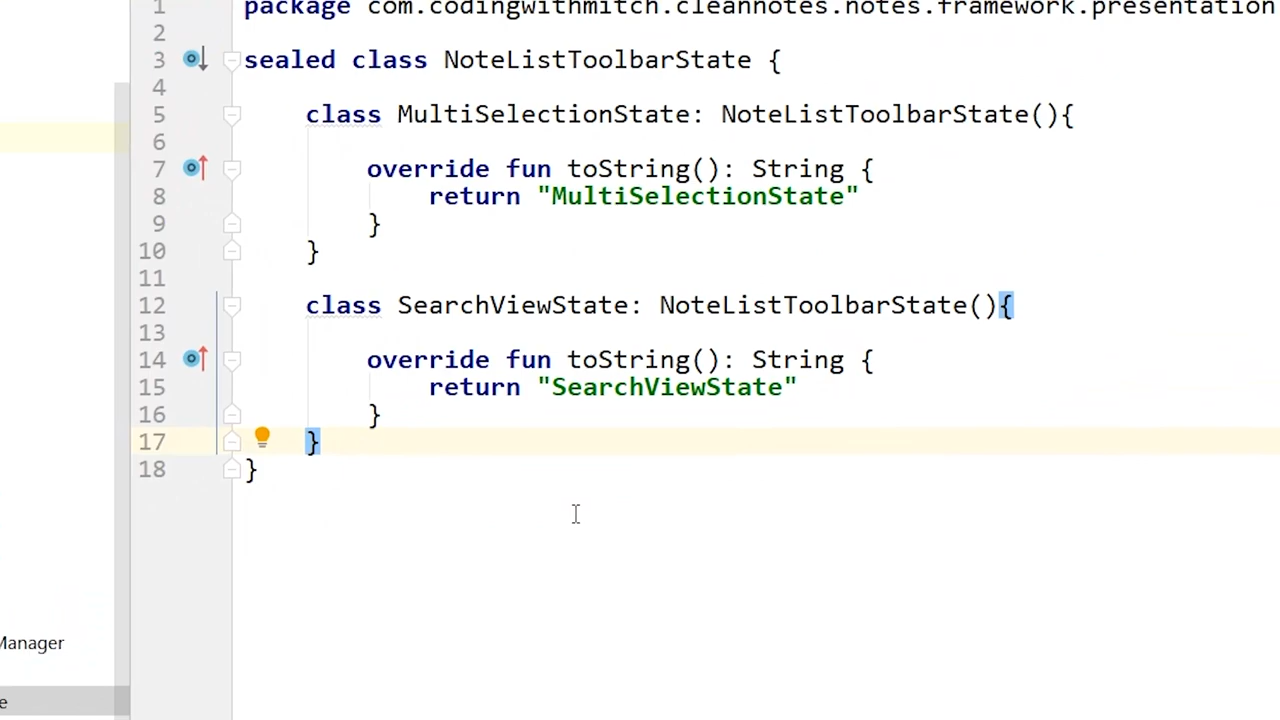 1 package com.codingwithmitch.cleannotes.notes.framework.presentation
2
3 sealed class NoteListToolbarState {
4
5 class MultiSelectionState: NoteListToolbarState(){
6
7 override fun toString(): String {
8 return "MultiSelectionState"
9 }
10 }
11
12 class SearchViewState: NoteListToolbarState(){
13
14 override fun toString(): String {
15 return "SearchViewState"
16 }
17 }
18 }
Manager
e